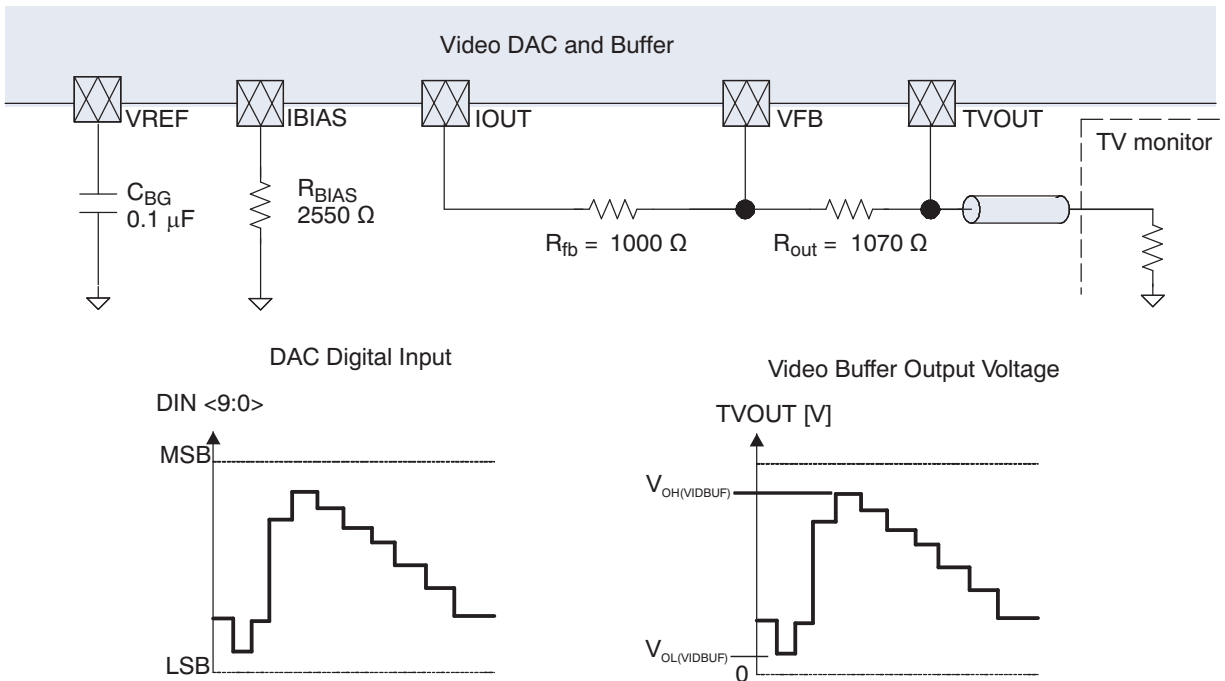 Video DAC and Buffer
VREF
IBIAS
IOUT
VFB
TVOUT
TV monitor
C_BG
0.1 μF
R_BIAS
2550 Ω
R_fb = 1000 Ω
R_out = 1070 Ω
DAC Digital Input
DIN <9:0>
MSB
LSB
Video Buffer Output Voltage
TVOUT [V]
V_OH(VIDBUF)
V_OL(VIDBUF)
0